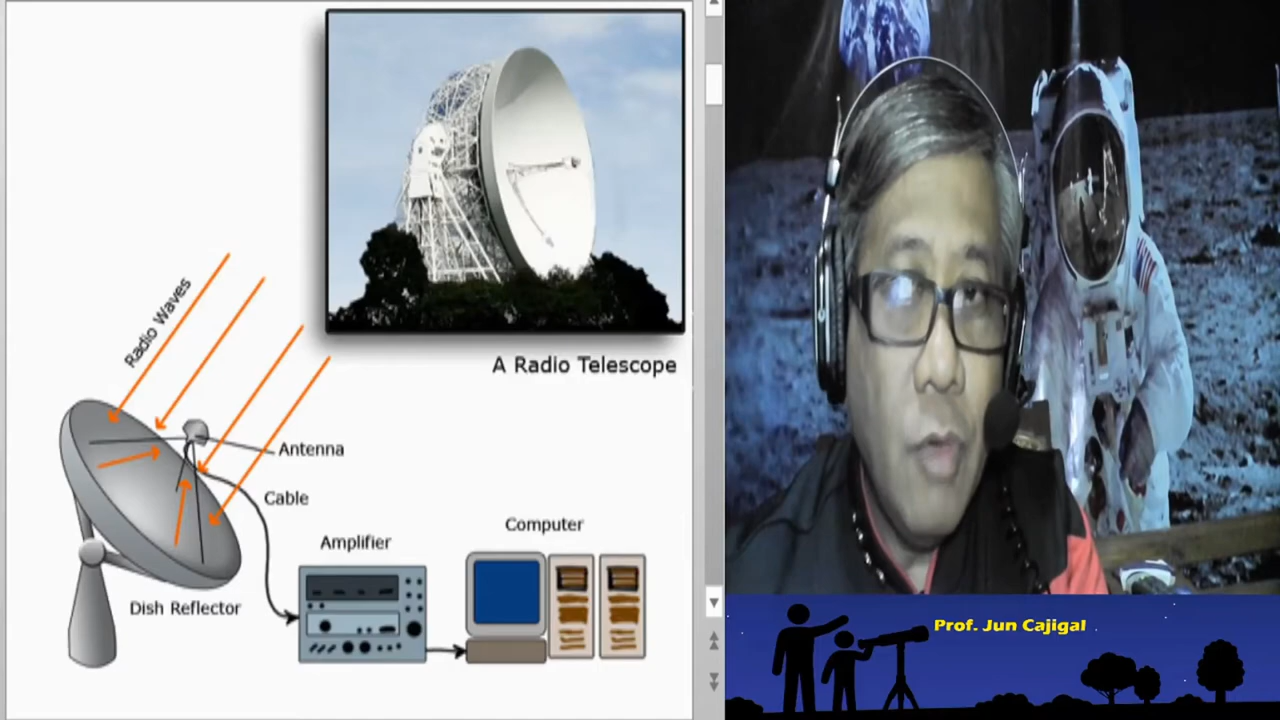 A Radio Telescope
Radio Waves
Antenna
Cable
Computer
Amplifier
Dish Reflector
Prof. Jun Cajigal